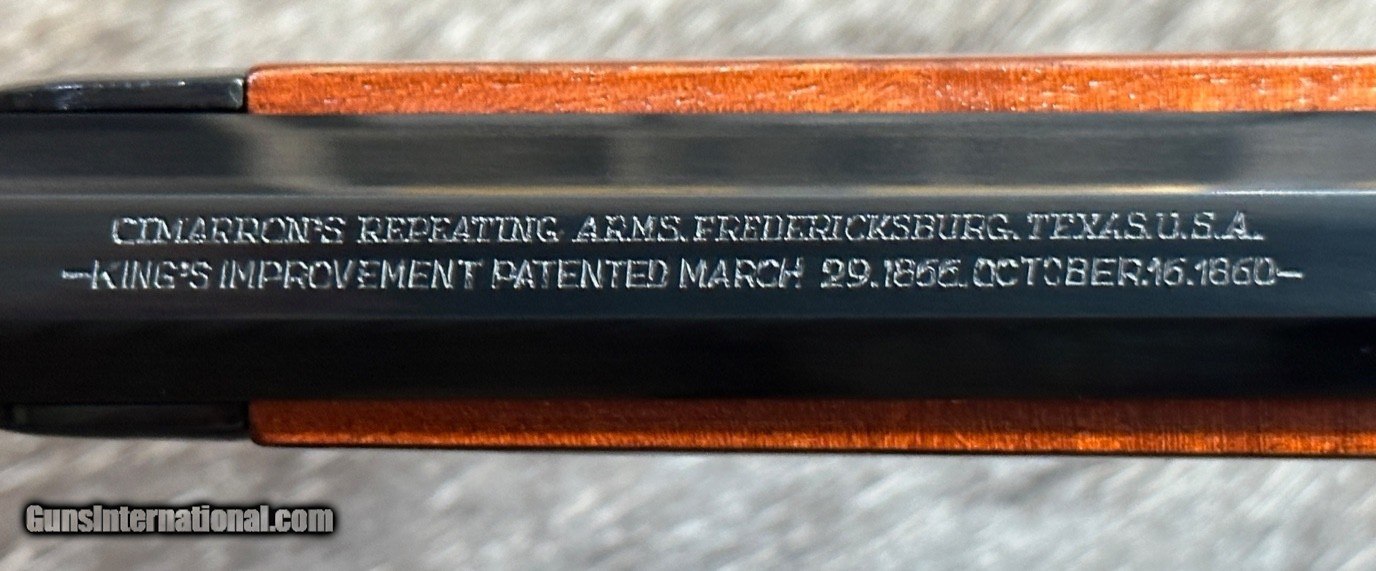 CIMARRON'S REPEATING ARMS. FREDERICKSBURG. TEXAS. U.S.A.
—KING'S IMPROVEMENT PATENTED MARCH 29. 1866. OCTOBER. 16. 1860—
GunsInternational.com